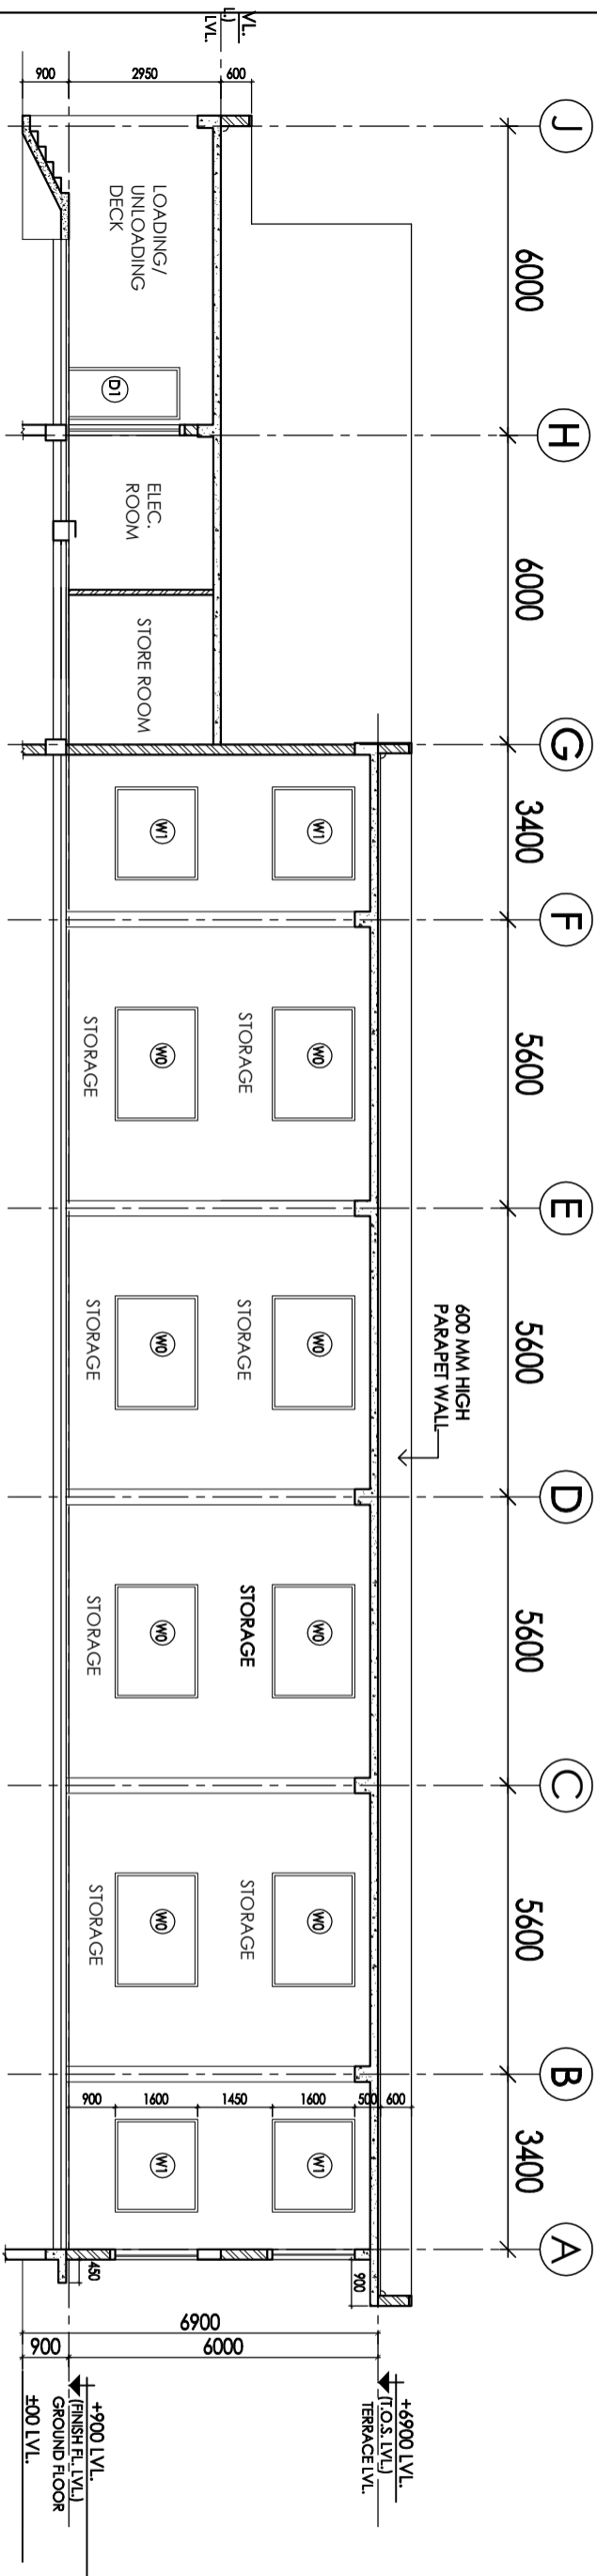 J
H
G
F
E
D
C
B
A
6000
6000
3400
5600
5600
5600
5600
3400
VL.
L.)
LVL.
900
2950
600
LOADING/
UNLOADING
DECK
D1
ELEC.
ROOM
STORE ROOM
600 MM HIGH
PARAPET WALL
W1
W1
W0
STORAGE
W0
STORAGE
W0
STORAGE
W0
STORAGE
W0
STORAGE
W0
STORAGE
W0
STORAGE
W0
STORAGE
600
500
1600
1450
1600
900
W1
W1
900
450
6900
6000
900
+6900 LVL.
(T.O.S. LVL.)
TERRACE LVL.
+900 LVL.
(FINISH FL. LVL.)
GROUND FLOOR
±00 LVL.